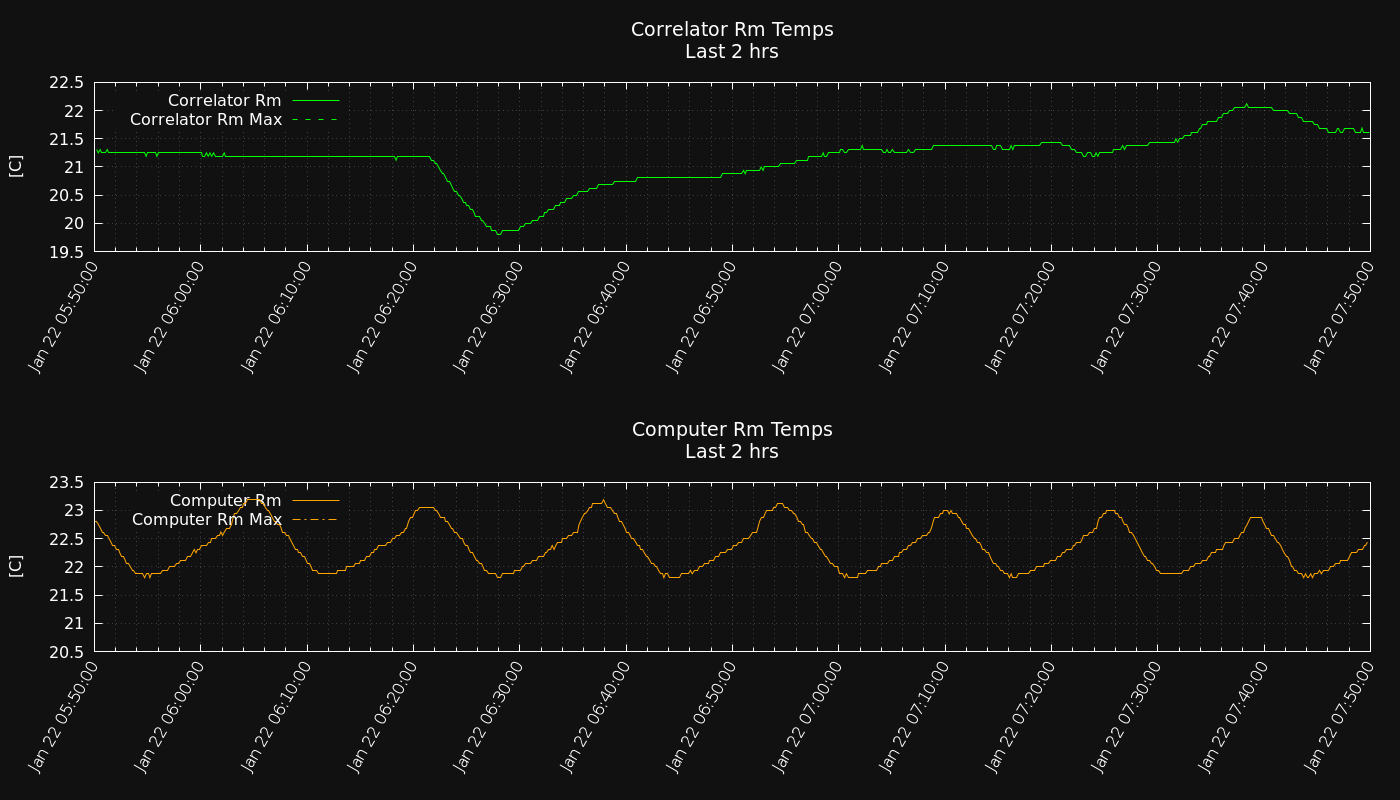 Correlator Rm Temps
Last 2 hrs
22.5
22
21.5
21
20.5
20
19.5
[C]
Correlator Rm
Correlator Rm Max
Jan 22 05:50:00
Jan 22 06:00:00
Jan 22 06:10:00
Jan 22 06:20:00
Jan 22 06:30:00
Jan 22 06:40:00
Jan 22 06:50:00
Jan 22 07:00:00
Jan 22 07:10:00
Jan 22 07:20:00
Jan 22 07:30:00
Jan 22 07:40:00
Jan 22 07:50:00
Computer Rm Temps
Last 2 hrs
23.5
23
22.5
22
21.5
21
20.5
[C]
Computer Rm
Computer Rm Max
Jan 22 05:50:00
Jan 22 06:00:00
Jan 22 06:10:00
Jan 22 06:20:00
Jan 22 06:30:00
Jan 22 06:40:00
Jan 22 06:50:00
Jan 22 07:00:00
Jan 22 07:10:00
Jan 22 07:20:00
Jan 22 07:30:00
Jan 22 07:40:00
Jan 22 07:50:00